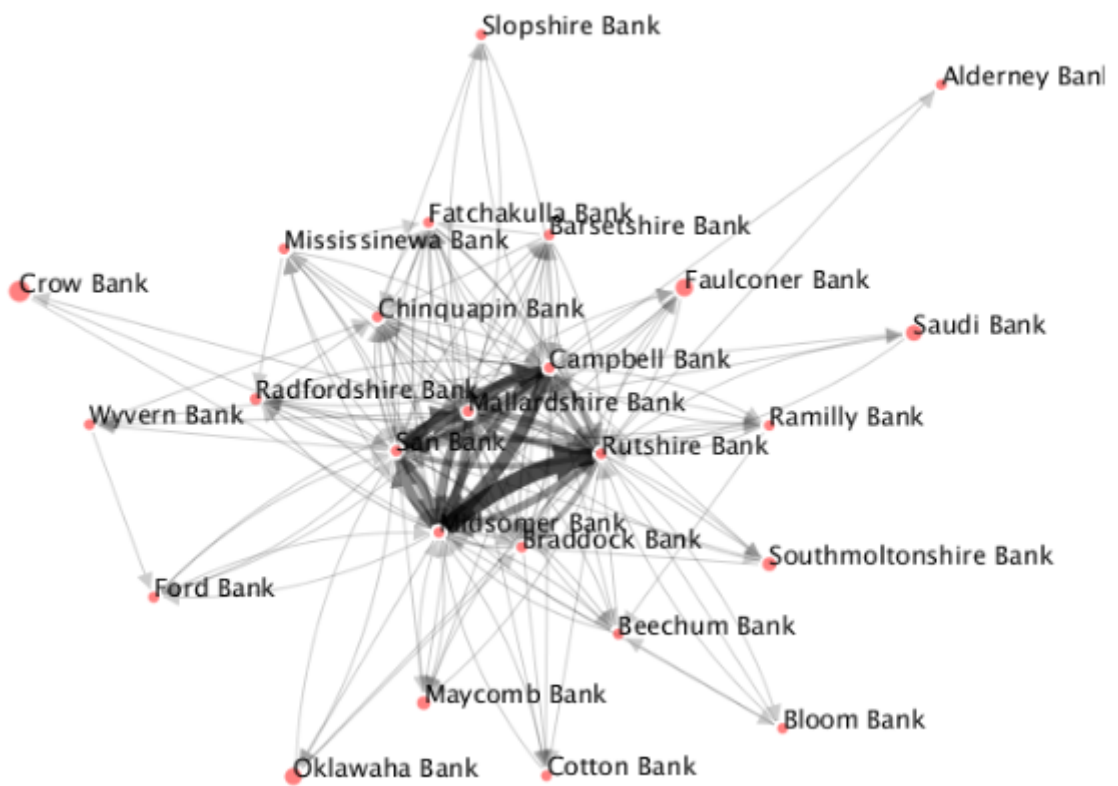 Slopshire Bank
Alderney Ban
Fatchakulla Bank
Barsetshire Bank
Mississinewa Bank
Crow Bank
Faulconer Bank
Chinquapin Bank
Saudi Bank
Campbell Bank
Radfordshire Bank
Mallardshire Bank
Wyvern Bank
Ramilly Bank
San Bank
Rutshire Bank
Midsomer Bank
Braddock Bank
Southmoltonshire Bank
Ford Bank
Beechum Bank
Maycomb Bank
Bloom Bank
Oklawaha Bank
Cotton Bank